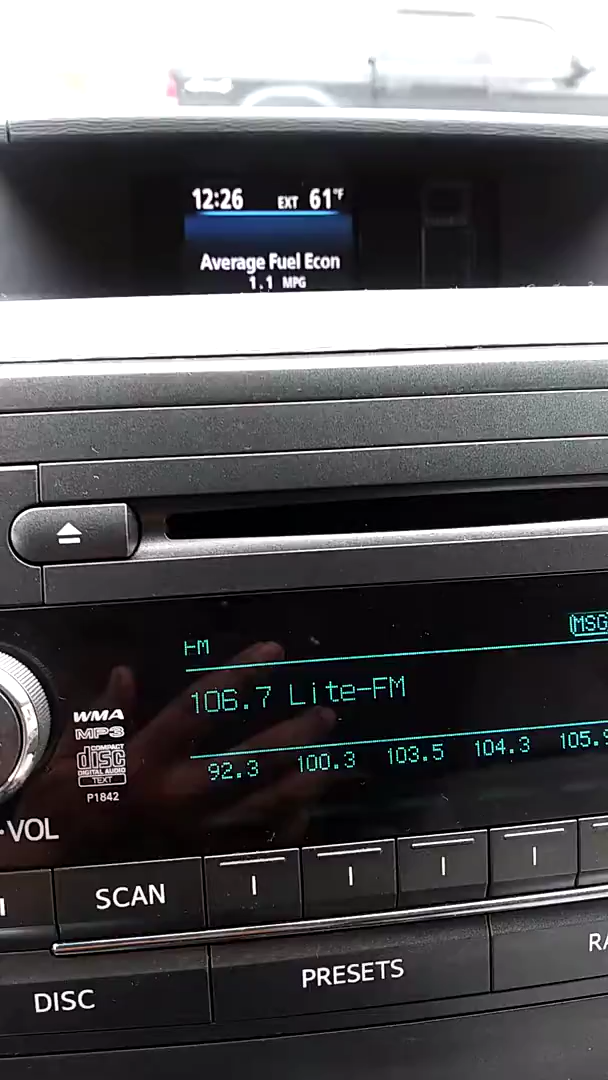 12:26 EXT 61°F
Average Fuel Econ
1.1 MPG
FM
MSG
106.7 Lite-FM
92.3 100.3 103.5 104.3 105.9
WMA
MP3
COMPACT
disc
DIGITAL AUDIO
TEXT
P1842
VOL
SCAN
DISC
PRESETS